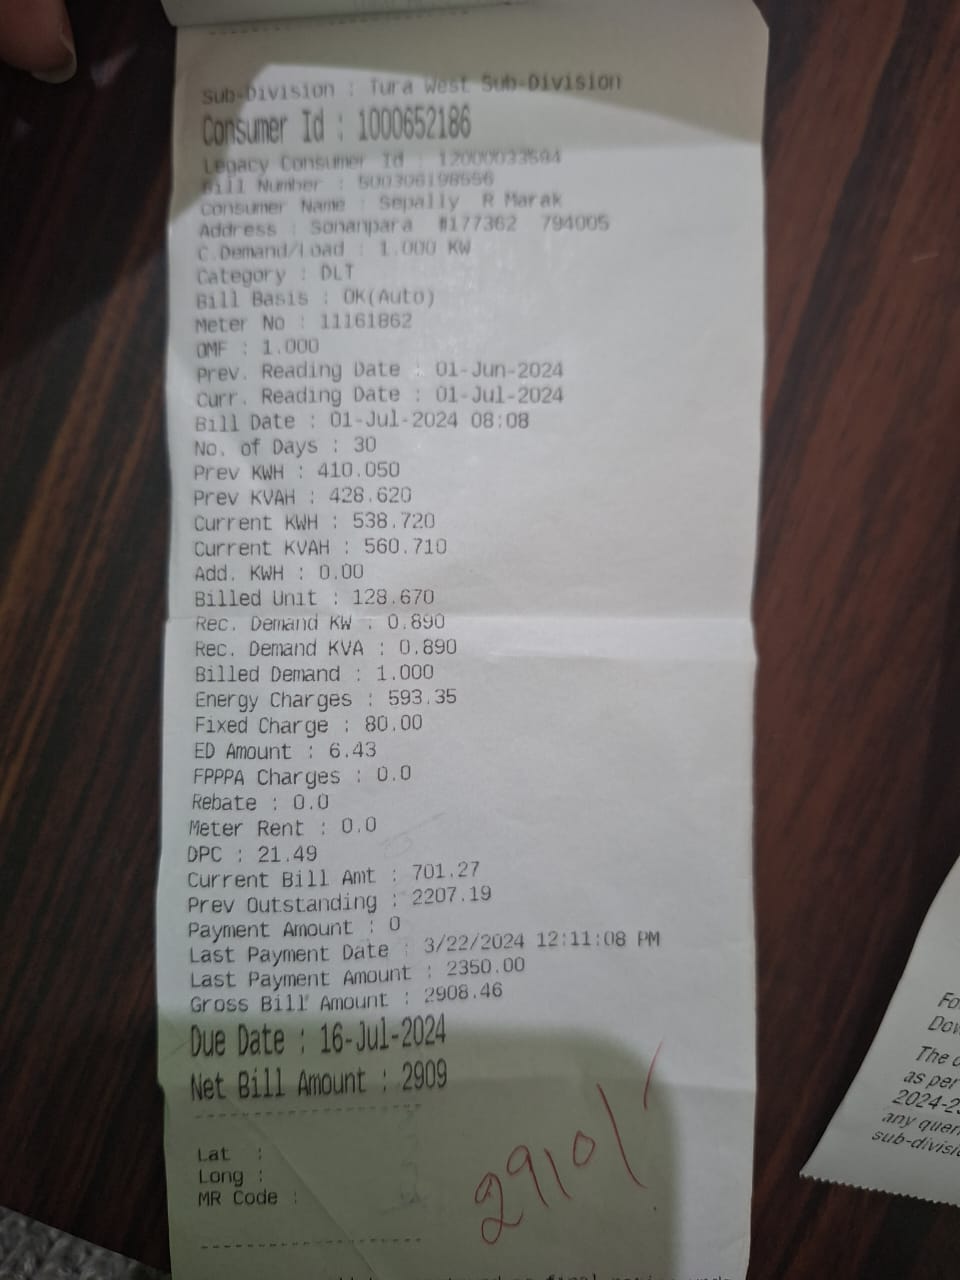 Sub-Division : Tura West Sub-Division
Consumer Id : 1000652186
Legacy Consumer Id : 12000033594
Bill Number : 500306198556
Consumer Name : Sepally R Marak
Address : Sonanpara #177362 794005
C.Demand/Load : 1.000 KW
Category : DLT
Bill Basis : OK(Auto)
Meter No : 11161862
OMF : 1.000
Prev. Reading Date : 01-Jun-2024
Curr. Reading Date : 01-Jul-2024
Bill Date : 01-Jul-2024 08:08
No. of Days : 30
Prev KWH : 410.050
Prev KVAH : 428.620
Current KWH : 538.720
Current KVAH : 560.710
Add. KWH : 0.00
Billed Unit : 128.670
Rec. Demand KW : 0.890
Rec. Demand KVA : 0.890
Billed Demand : 1.000
Energy Charges : 593.35
Fixed Charge : 80.00
ED Amount : 6.43
FPPPA Charges : 0.0
Rebate : 0.0
Meter Rent : 0.0
DPC : 21.49
Current Bill Amt : 701.27
Prev Outstanding : 2207.19
Payment Amount : 0
Last Payment Date : 3/22/2024 12:11:08 PM
Last Payment Amount : 2350.00
Gross Bill Amount : 2908.46
Due Date : 16-Jul-2024
Net Bill Amount : 2909
Lat :
Long :
MR Code :
2910/
The
as per
2024-2
any
sub-divisi